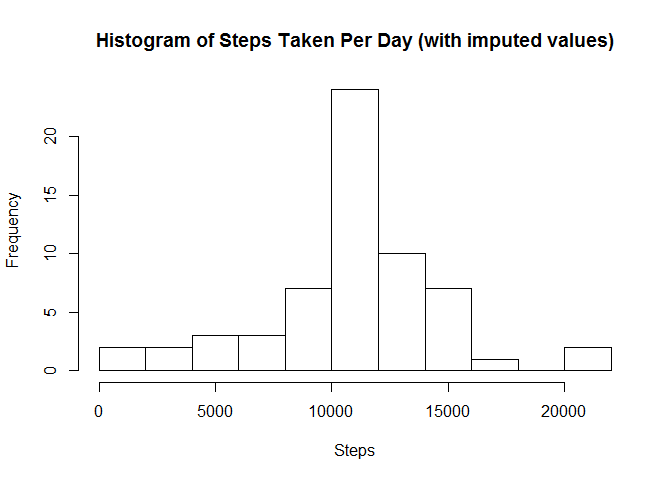 Histogram of Steps Taken Per Day (with imputed values)
Frequency
20
15
10
5
0
0 5000 10000 15000 20000
Steps